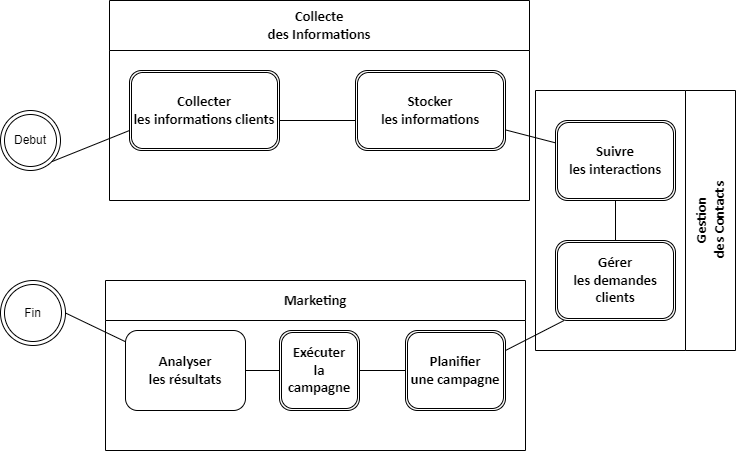 Collecte
des Informations
Debut
Collecter
les informations clients
Stocker
les informations
Suivre
les interactions
Gestion
des Contacts
Gérer
les demandes
clients
Marketing
Planifier
une campagne
Exécuter
la
campagne
Analyser
les résultats
Fin